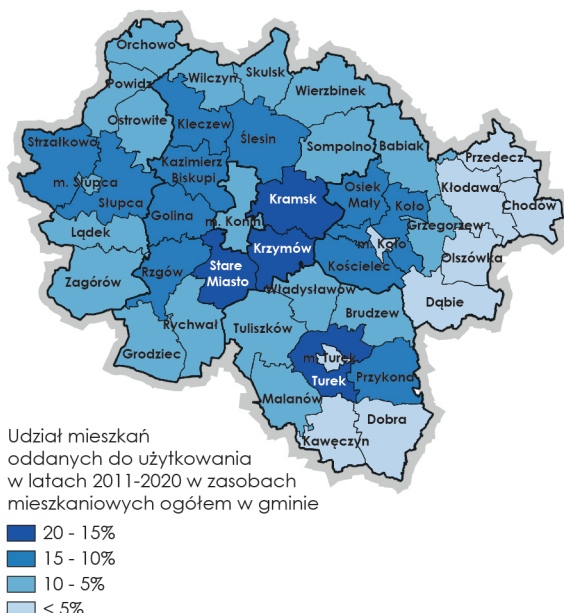 Orchowo
Skulsk
Powidz
Wilczyn
Wierzbinek
Ostrowite
Kleczew
Ślesin
Strzałkowo
Sompolno
Babiak
Przedecz
Kazimierz
Biskupi
m. Słupca
Słupca
Kramsk
Osiek
Mały
Koło
Kłodawa
Chodów
Golina
m. Konin
Lądek
Grzegorzew
m. Koło
Krzymów
Kościelec
Olszówka
Stare
Miasto
Zagórów
Rzgów
Władysławów
Dąbie
Rychwał
Tuliszków
Brudzew
Grodziec
m. Turek
Turek
Przykona
Malanów
Dobra
Kawęczyn
Udział mieszkań
oddanych do użytkowania
w latach 2011-2020 w zasobach
mieszkaniowych ogółem w gminie
20 - 15%
15 - 10%
10 - 5%
< 5%